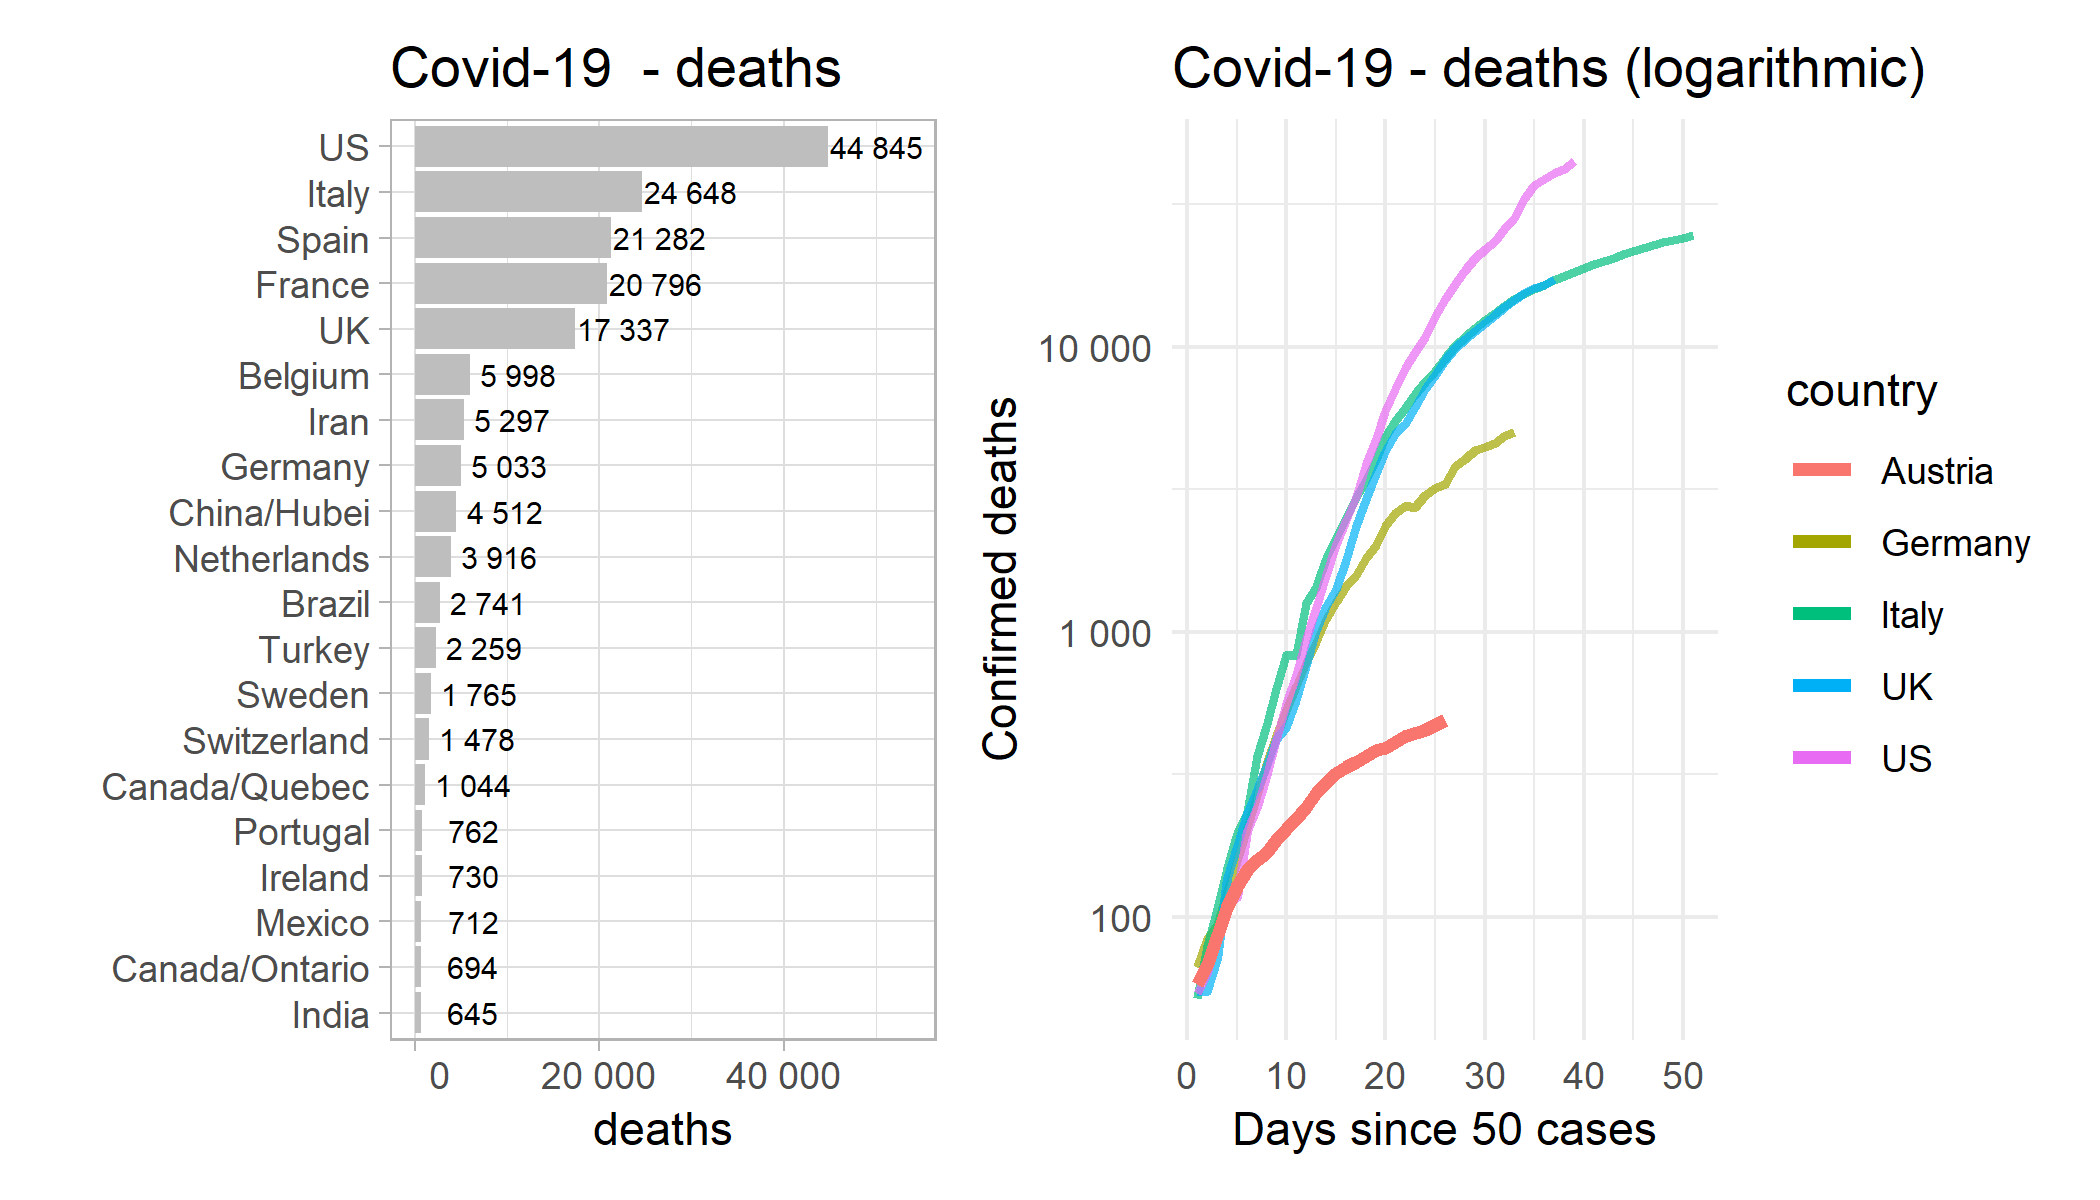 Covid-19  - deaths
US 44 845
Italy 24 648
Spain 21 282
France 20 796
UK 17 337
Belgium 5 998
Iran 5 297
Germany 5 033
China/Hubei 4 512
Netherlands 3 916
Brazil 2 741
Turkey 2 259
Sweden 1 765
Switzerland 1 478
Canada/Quebec 1 044
Portugal 762
Ireland 730
Mexico 712
Canada/Ontario 694
India 645
0 20 000 40 000
deaths
Covid-19 - deaths (logarithmic)
Confirmed deaths
10 000
1 000
100
0 10 20 30 40 50
Days since 50 cases
country
Austria
Germany
Italy
UK
US